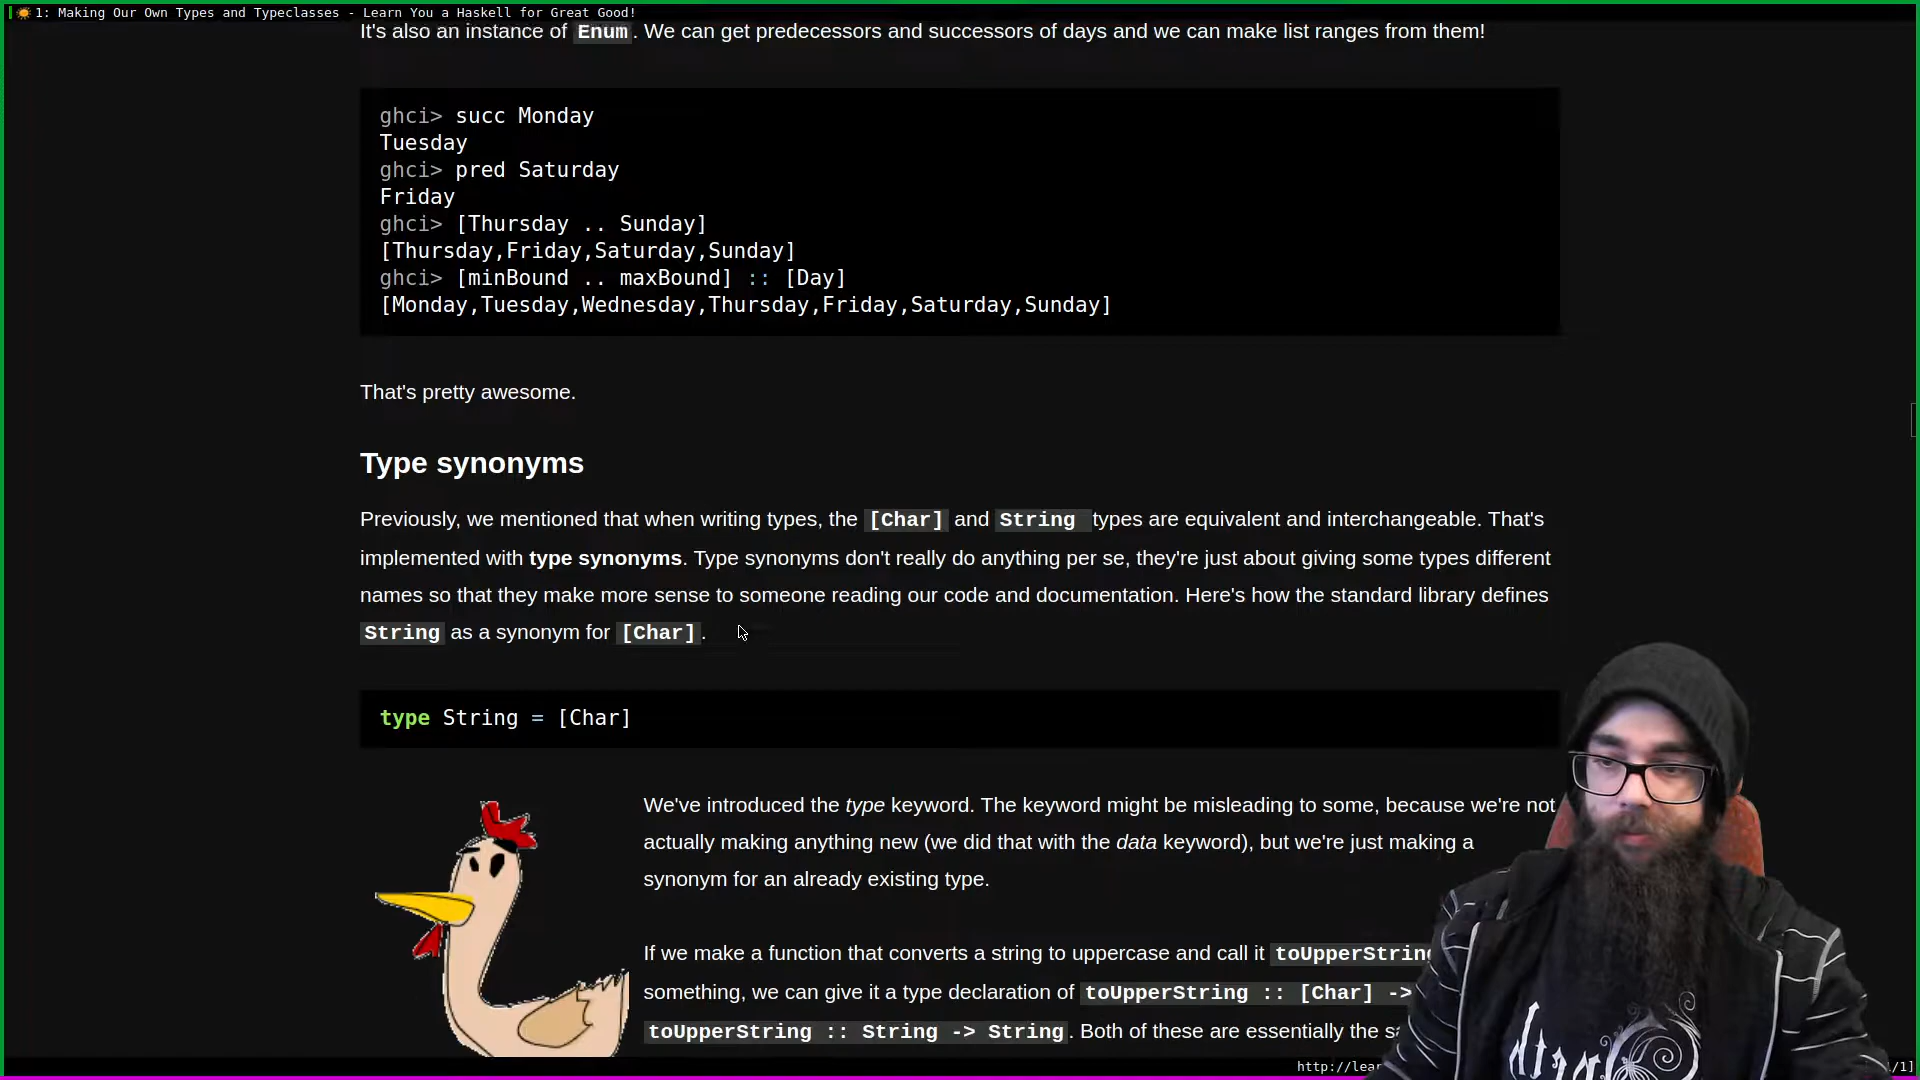 1: Making Our Own Types and Typeclasses - Learn You a Haskell for Great Good!
It's also an instance of Enum. We can get predecessors and successors of days and we can make list ranges from them!
ghci> succ Monday
Tuesday
ghci> pred Saturday
Friday
ghci> [Thursday .. Sunday]
[Thursday,Friday,Saturday,Sunday]
ghci> [minBound .. maxBound] :: [Day]
[Monday,Tuesday,Wednesday,Thursday,Friday,Saturday,Sunday]
That's pretty awesome.
Type synonyms
Previously, we mentioned that when writing types, the [Char] and String types are equivalent and interchangeable. That's
implemented with type synonyms. Type synonyms don't really do anything per se, they're just about giving some types different
names so that they make more sense to someone reading our code and documentation. Here's how the standard library defines
String as a synonym for [Char].
type String = [Char]
We've introduced the type keyword. The keyword might be misleading to some, because we're not
actually making anything new (we did that with the data keyword), but we're just making a
synonym for an already existing type.
If we make a function that converts a string to uppercase and call it toUpperString
something, we can give it a type declaration of toUpperString :: [Char] ->
toUpperString :: String -> String. Both of these are essentially the
http://lear
/1]